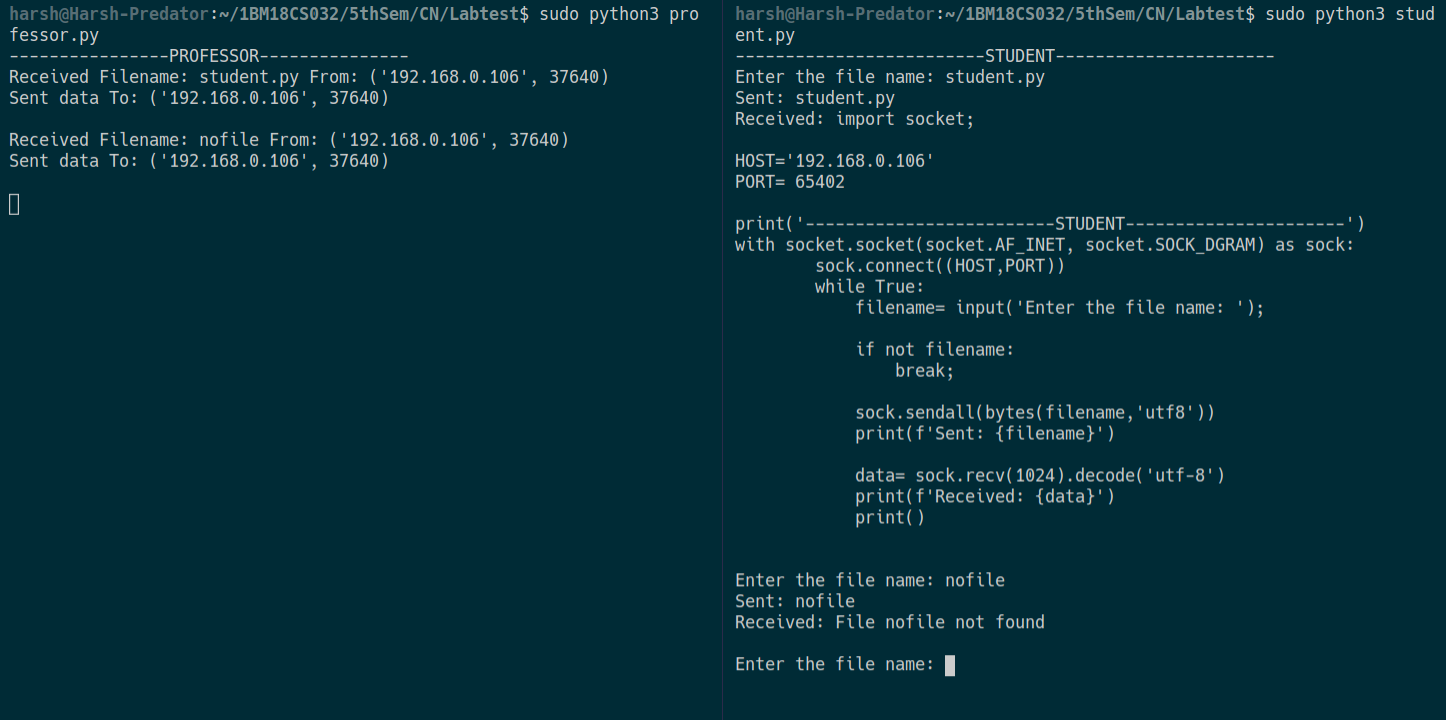 harsh@Harsh-Predator:~/1BM18CS032/5thSem/CN/Labtest$ sudo python3 pro
fessor.py
----------------PROFESSOR---------------
Received Filename: student.py From: ('192.168.0.106', 37640)
Sent data To: ('192.168.0.106', 37640)

Received Filename: nofile From: ('192.168.0.106', 37640)
Sent data To: ('192.168.0.106', 37640)

harsh@Harsh-Predator:~/1BM18CS032/5thSem/CN/Labtest$ sudo python3 stud
ent.py
-------------------------STUDENT----------------------
Enter the file name: student.py
Sent: student.py
Received: import socket;

HOST='192.168.0.106'
PORT= 65402

print('-------------------------STUDENT----------------------')
with socket.socket(socket.AF_INET, socket.SOCK_DGRAM) as sock:
        sock.connect((HOST,PORT))
        while True:
            filename= input('Enter the file name: ');

            if not filename:
                break;

            sock.sendall(bytes(filename,'utf8'))
            print(f'Sent: {filename}')

            data= sock.recv(1024).decode('utf-8')
            print(f'Received: {data}')
            print()

Enter the file name: nofile
Sent: nofile
Received: File nofile not found

Enter the file name: